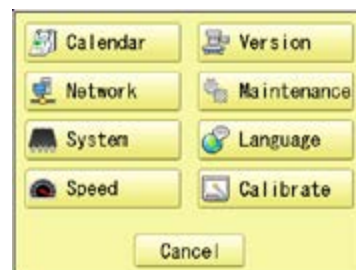 Calendar
Version
Network
Maintenance
System
Language
Speed
Calibrate
Cancel